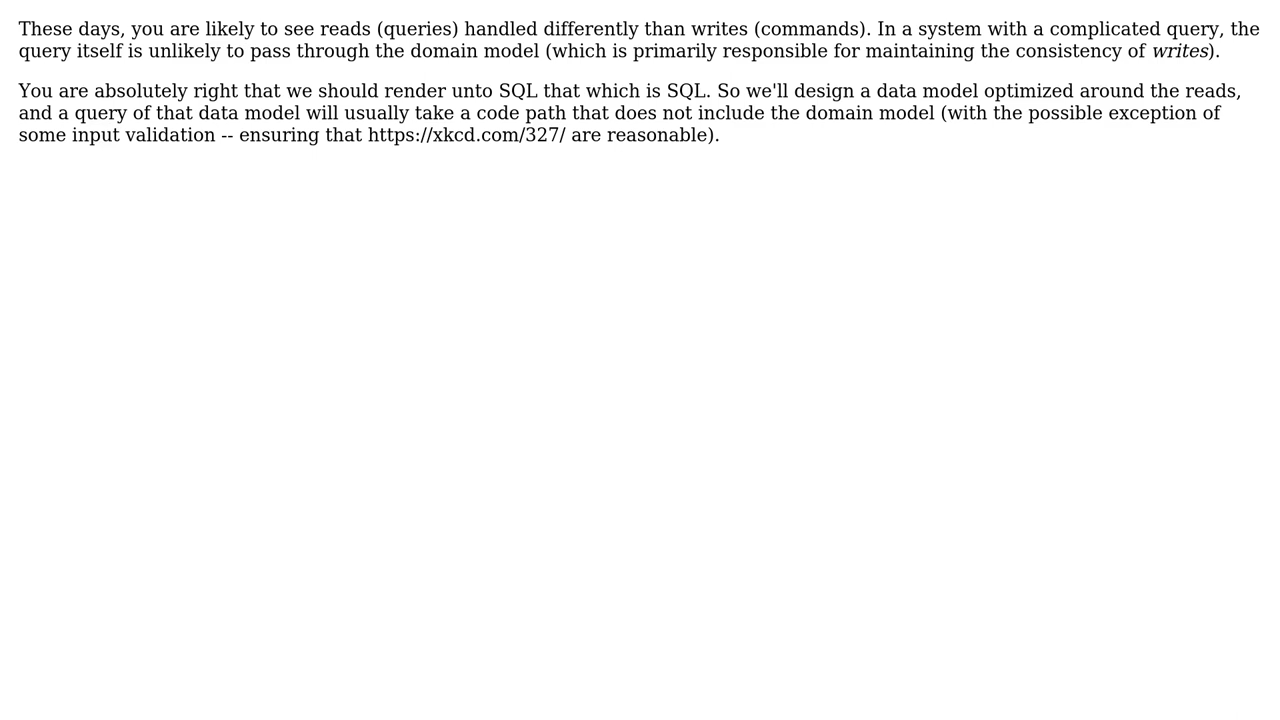 These days, you are likely to see reads (queries) handled differently than writes (commands). In a system with a complicated query, the
query itself is unlikely to pass through the domain model (which is primarily responsible for maintaining the consistency of writes).
You are absolutely right that we should render unto SQL that which is SQL. So we'll design a data model optimized around the reads,
and a query of that data model will usually take a code path that does not include the domain model (with the possible exception of
some input validation -- ensuring that https://xkcd.com/327/ are reasonable).